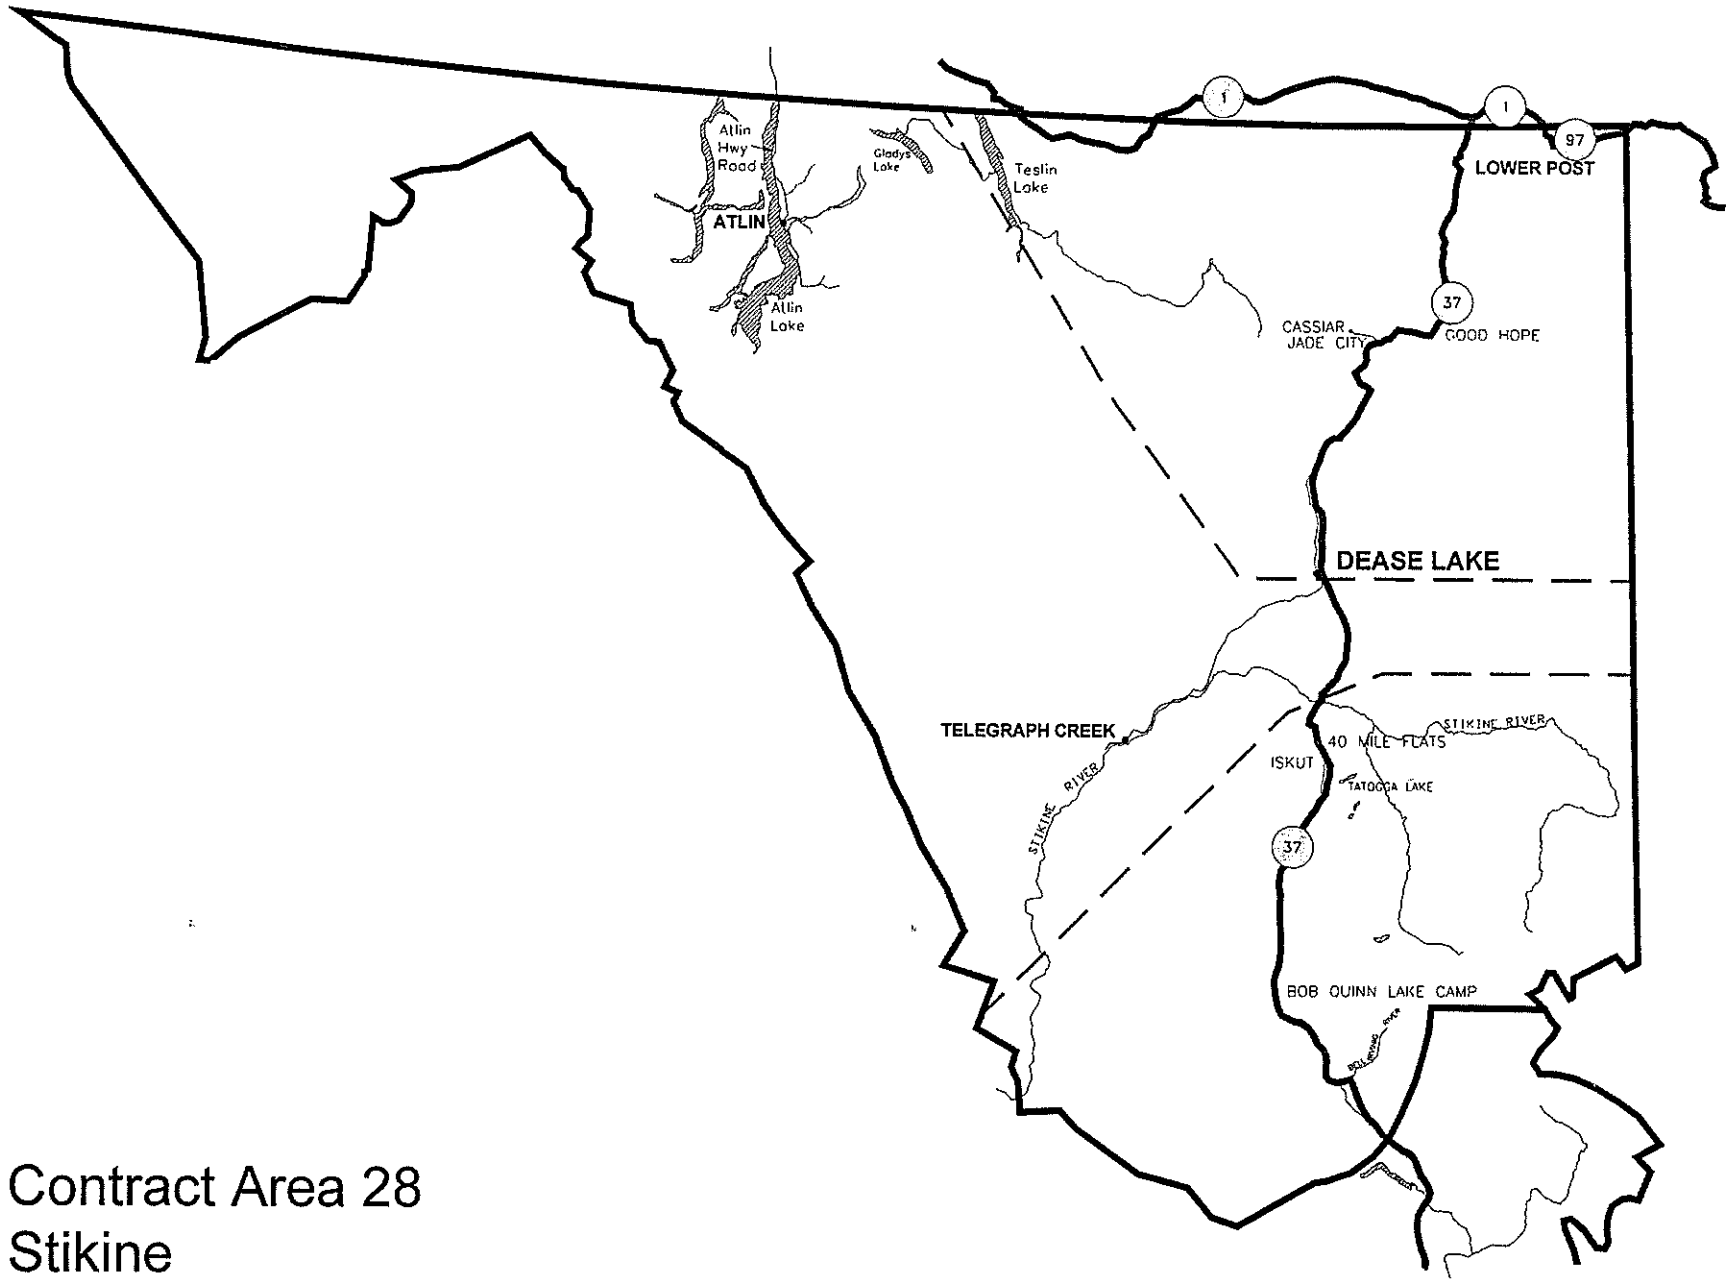 1
1
97
LOWER POST
Atlin
Hwy
Road
Gladys
Lake
Teslin
Lake
ATLIN
Atlin
Lake
37
CASSIAR
JADE CITY
GOOD HOPE
DEASE LAKE
TELEGRAPH CREEK
STIKINE RIVER
40 MILE FLATS
ISKUT
TATOGGA LAKE
STIKINE RIVER
37
BOB QUINN LAKE CAMP
RIVER
Contract Area 28
Stikine